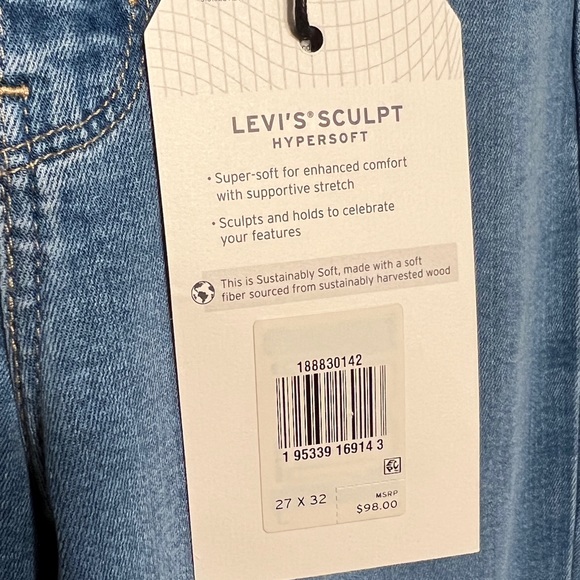 LEVI'S® SCULPT
HYPERSOFT
• Super-soft for enhanced comfort
with supportive stretch
• Sculpts and holds to celebrate
your features
This is Sustainably Soft, made with a soft
fiber sourced from sustainably harvested wood
188830142
1 95339 16914 3
27 X 32
MSRP
$98.00